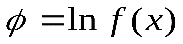 ϕ = ln f(x)